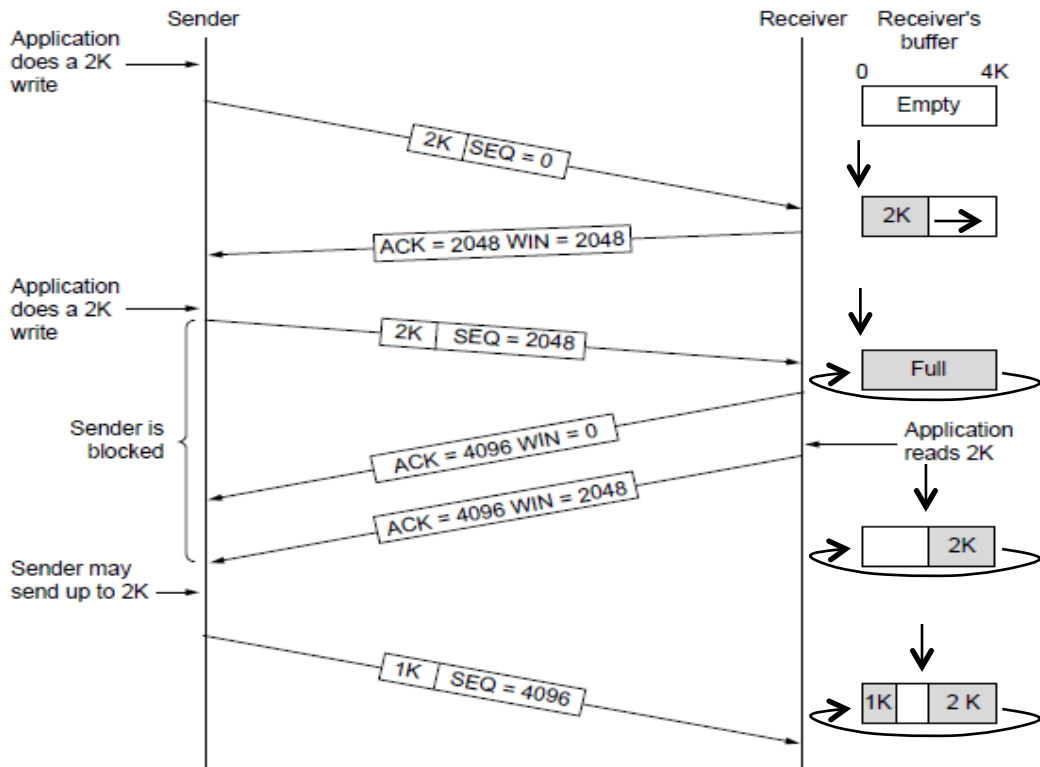 Sender
Receiver
Receiver's
buffer
Application
does a 2K
write
0 4K
Empty
2K SEQ = 0
2K
ACK = 2048 WIN = 2048
Application
does a 2K
write
2K SEQ = 2048
Full
Sender is
blocked
ACK = 4096 WIN = 0
Application
reads 2K
ACK = 4096 WIN = 2048
2K
Sender may
send up to 2K
1K SEQ = 4096
1K 2 K